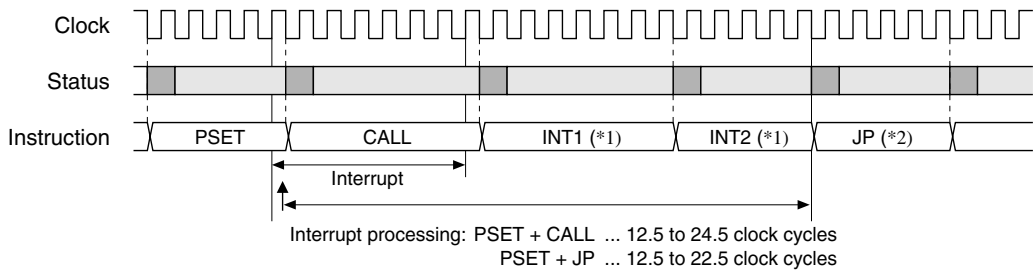 Clock
Status
Instruction PSET CALL INT1 (*1) INT2 (*1) JP (*2)
Interrupt
Interrupt processing: PSET + CALL ... 12.5 to 24.5 clock cycles
PSET + JP ... 12.5 to 22.5 clock cycles